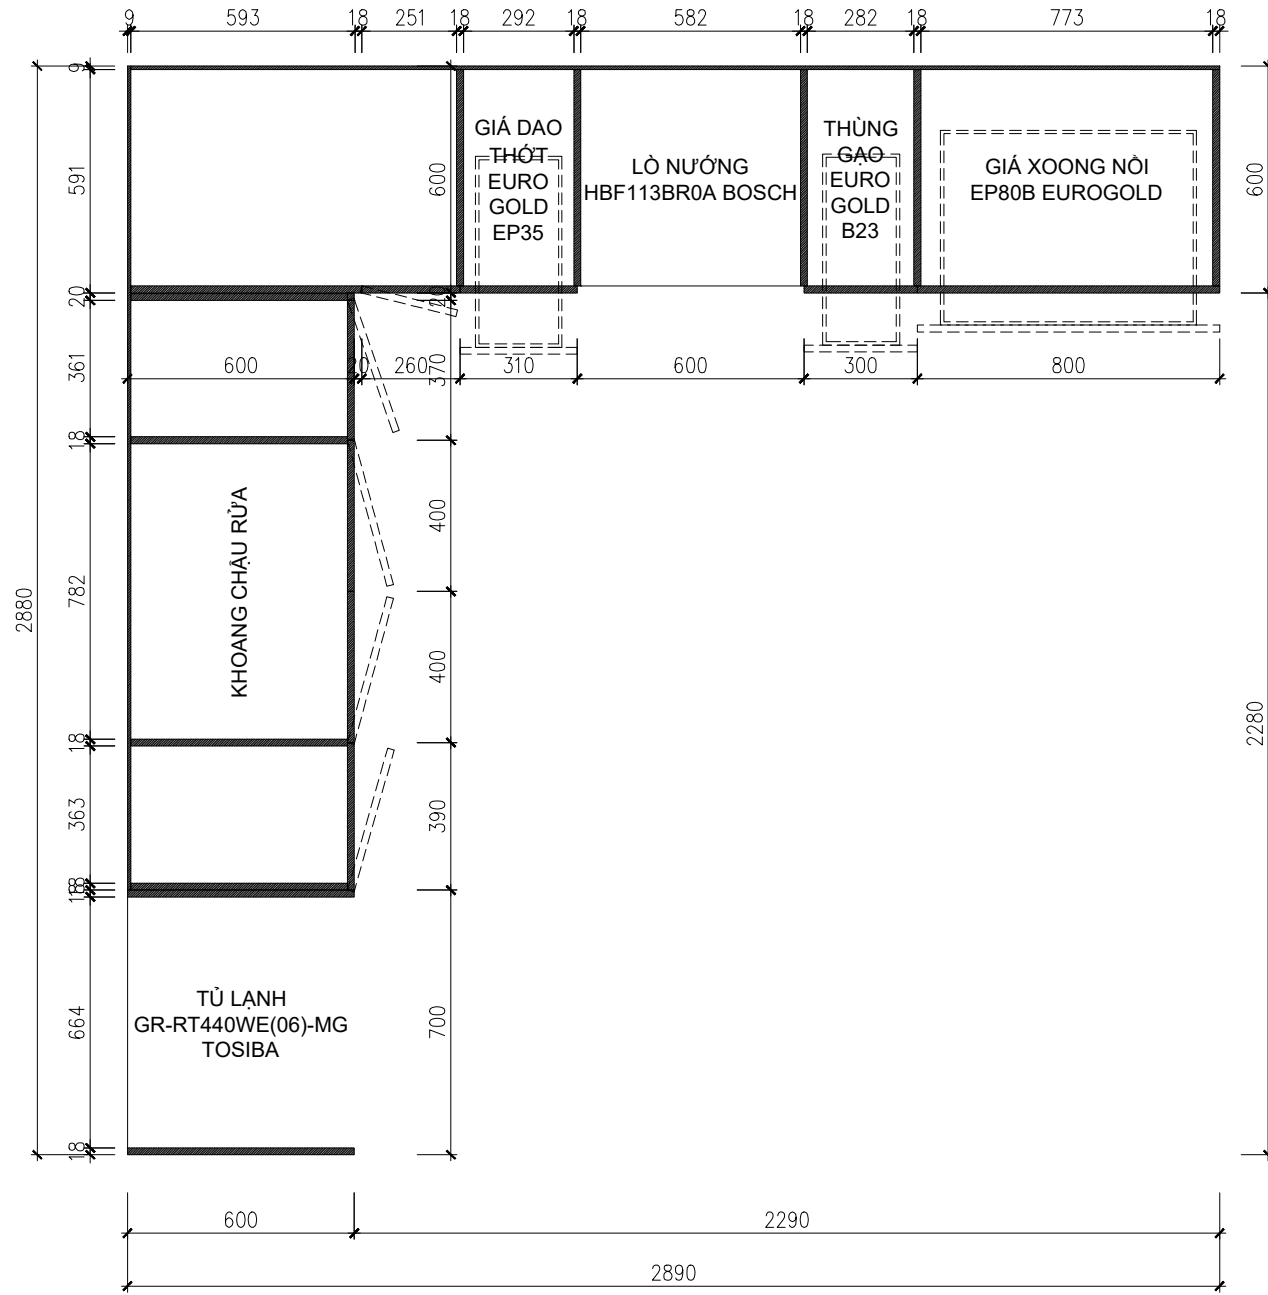 9 593 18 251 18 292 18 582 18 282 18 773 18
9
591
20
361
18
782
18
363
18
18
664
18
2880
GIÁ DAO
THỚT
EURO
GOLD
EP35
LÒ NƯỚNG
HBF113BR0A BOSCH
THÙNG
GẠO
EURO
GOLD
B23
GIÁ XOONG NỒI
EP80B EUROGOLD
600
20
370
400
400
390
700
600
2280
600 20 260 310 600 300 800
KHOANG CHẬU RỬA
TỦ LẠNH
GR-RT440WE(06)-MG
TOSIBA
600 2290
2890